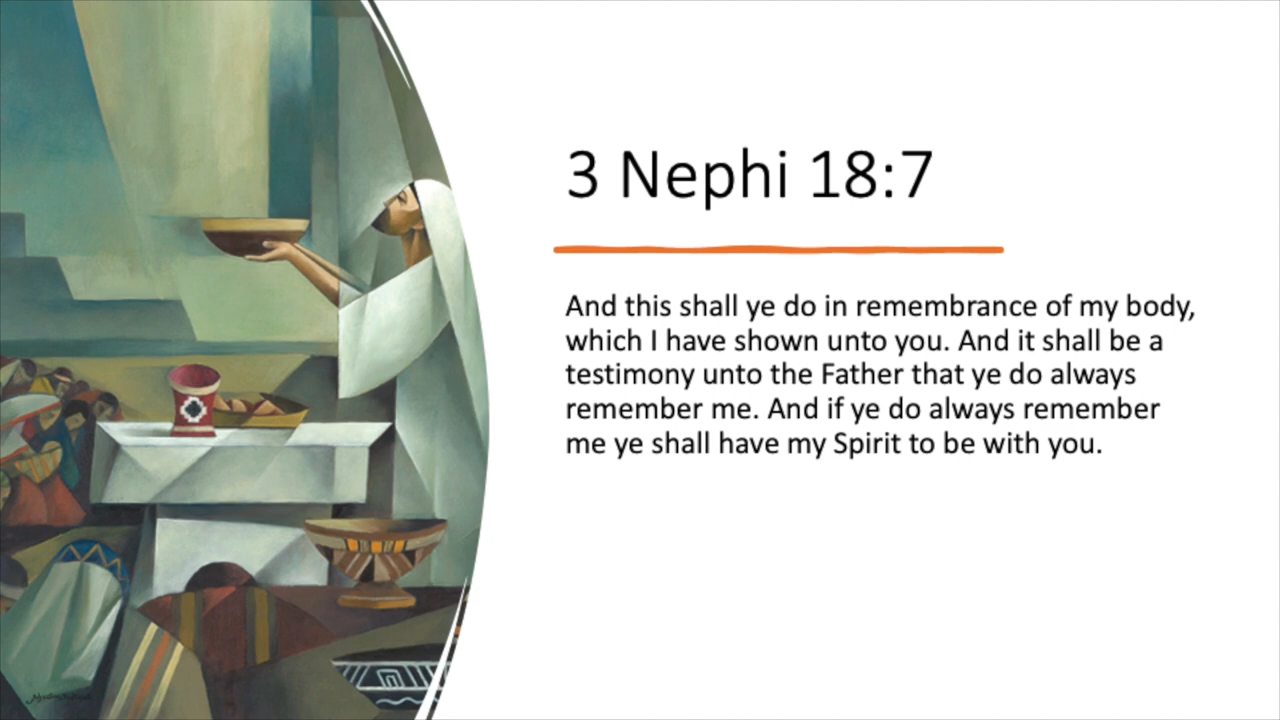 3 Nephi 18:7
And this shall ye do in remembrance of my body,
which I have shown unto you. And it shall be a
testimony unto the Father that ye do always
remember me. And if ye do always remember
me ye shall have my Spirit to be with you.